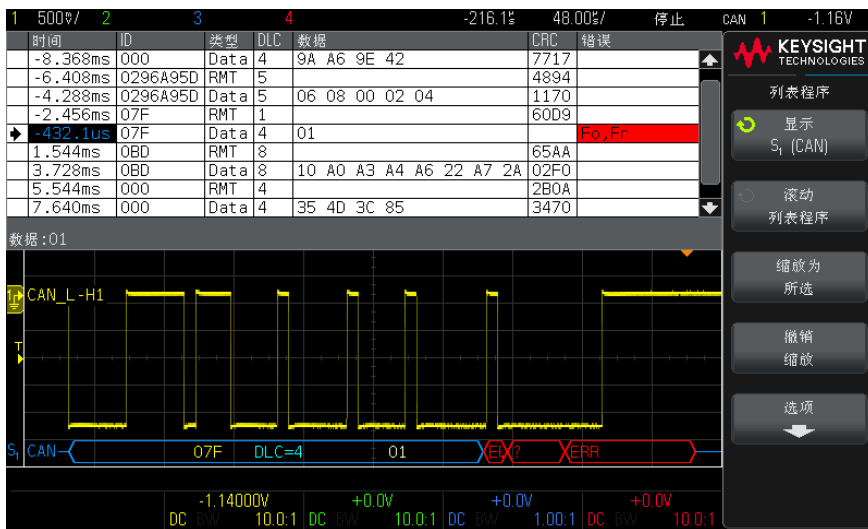 1 500%/ 2 3 4 -216.1% 48.00%/ 停止 CAN 1 -1.16V
时间 ID 类型 DLC 数据 CRC 错误
-8.368ms 000 Data 4 9A A6 9E 42 7717
-6.408ms 0296A95D RMT 5 4894
-4.288ms 0296A95D Data 5 06 08 00 02 04 1170
-2.456ms 07F RMT 1 60D9
-432.1us 07F Data 4 01 Fo,Fr
1.544ms 0BD RMT 8 65AA
3.728ms 0BD Data 8 10 A0 A3 A4 A6 22 A7 2A 02F0
5.544ms 000 RMT 4 2B0A
7.640ms 000 Data 4 35 4D 3C 85 3470
数据:01
KEYSIGHT
TECHNOLOGIES
列表程序
显示
S1 (CAN)
滚动
列表程序
缩放为
所选
撤销
缩放
选项
CAN_L-H1
T
S1 CAN 07F DLC=4 01 ? ERR
-1.14000V +0.0V +0.0V +0.0V
DC BW 10.0:1 DC BW 10.0:1 DC BW 1.00:1 DC BW 10.0:1